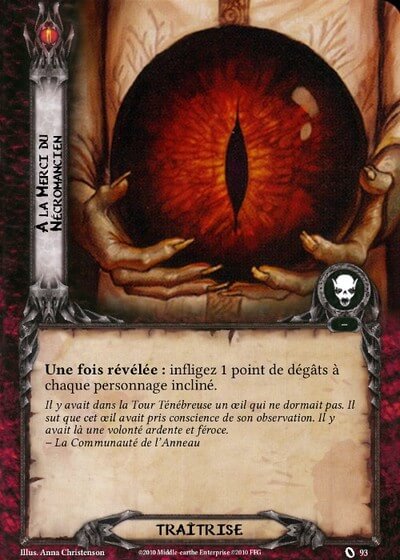 A LA MERCI DU
NÉCROMANCIEN
–
Une fois révélée : infligez 1 point de dégâts à
chaque personnage incliné.
Il y avait dans la Tour Ténébreuse un œil qui ne dormait pas. Il
sut que cet œil avait pris conscience de son observation. Il y
avait là une volonté ardente et féroce.
– La Communauté de l'Anneau
TRAÎTRISE
Illus. Anna Christenson
©2010 Middle-earthe Enterprise ©2010 FFG
93